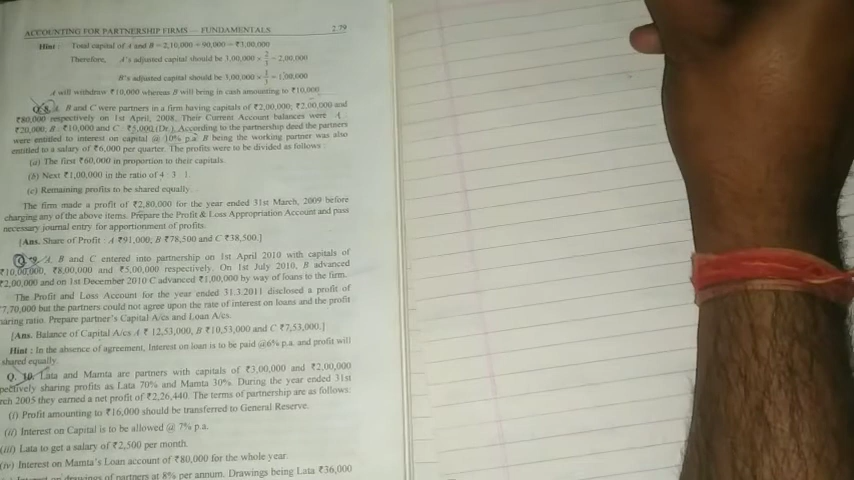 ACCOUNTING FOR PARTNERSHIP FIRMS — FUNDAMENTALS 2.79
Hint : Total capital of A and B = 2,10,000 + 90,000 = ₹3,00,000
Therefore, A's adjusted capital should be 3,00,000 × 2/3 = 2,00,000
B's adjusted capital should be 3,00,000 × 1/3 = 1,00,000
A will withdraw ₹10,000 whereas B will bring in cash amounting to ₹10,000
Q. 8. A, B and C were partners in a firm having capitals of ₹2,00,000; ₹2,00,000 and
₹80,000 respectively on 1st April, 2008. Their Current Account balances were : A :
₹20,000; B : ₹10,000 and C : ₹5,000 (Dr.). According to the partnership deed the partners
were entitled to interest on capital @ 10% p.a. B being the working partner was also
entitled to a salary of ₹6,000 per quarter. The profits were to be divided as follows :
(a) The first ₹60,000 in proportion to their capitals.
(b) Next ₹1,00,000 in the ratio of 4 : 3 : 1.
(c) Remaining profits to be shared equally.
The firm made a profit of ₹2,80,000 for the year ended 31st March, 2009 before
charging any of the above items. Prepare the Profit & Loss Appropriation Account and pass
necessary journal entry for apportionment of profits.
[Ans. Share of Profit : A ₹91,000; B ₹78,500 and C ₹38,500.]
Q. 9. A, B and C entered into partnership on 1st April 2010 with capitals of
₹10,00,000, ₹8,00,000 and ₹5,00,000 respectively. On 1st July 2010, B advanced
₹2,00,000 and on 1st December 2010 C advanced ₹1,00,000 by way of loans to the firm.
The Profit and Loss Account for the year ended 31.3.2011 disclosed a profit of
7,70,000 but the partners could not agree upon the rate of interest on loans and the profit
haring ratio. Prepare partner's Capital A/cs and Loan A/cs.
[Ans. Balance of Capital A/cs A ₹ 12,53,000, B ₹10,53,000 and C ₹7,53,000.]
Hint : In the absence of agreement, Interest on loan is to be paid @6% p.a. and profit will
shared equally.
Q. 10. Lata and Mamta are partners with capitals of ₹3,00,000 and ₹2,00,000
pectively sharing profits as Lata 70% and Mamta 30%. During the year ended 31st
rch 2005 they earned a net profit of ₹2,26,440. The terms of partnership are as follows:
(i) Profit amounting to ₹16,000 should be transferred to General Reserve.
(ii) Interest on Capital is to be allowed @ 7% p.a.
(iii) Lata to get a salary of ₹2,500 per month.
(iv) Interest on Mamta's Loan account of ₹80,000 for the whole year.
Interest on drawings of partners at 8% per annum. Drawings being Lata ₹36,000